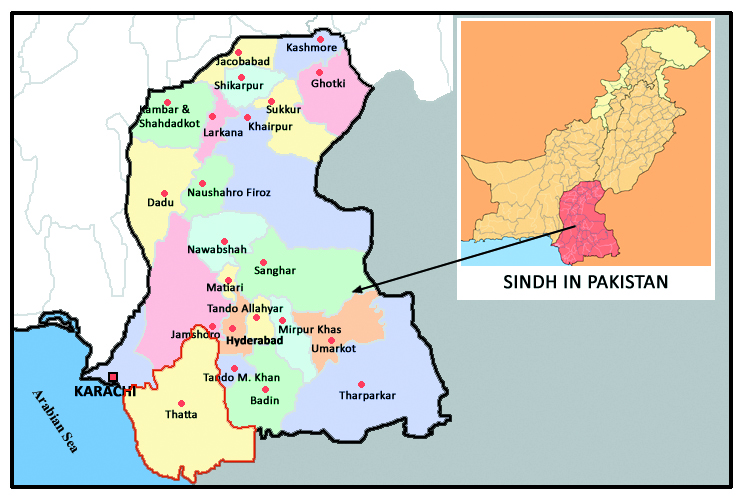 Kashmore
Jacobabad
Shikarpur
Ghotki
Kambar &
Shahdadkot
Sukkur
Larkana
Khairpur
Dadu
Naushahro Firoz
Nawabshah
Sanghar
Matiari
Tando Allahyar
Jamshoro
Hyderabad
Mirpur Khas
Umarkot
KARACHI
Tando M. Khan
Badin
Tharparkar
Thatta
Arabian Sea
SINDH IN PAKISTAN